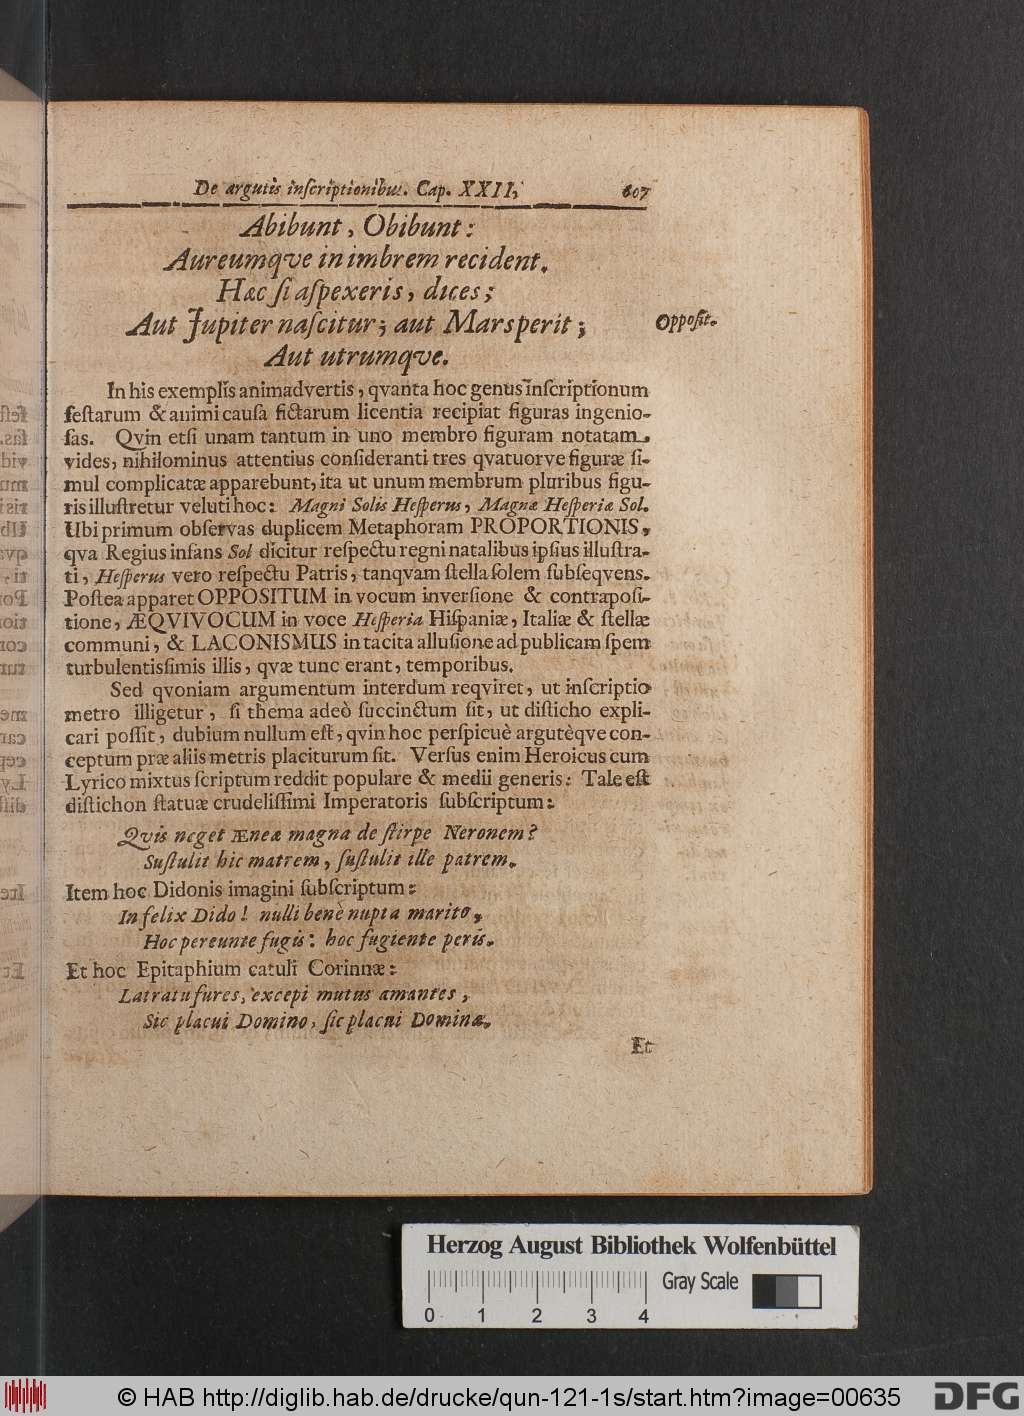 De argutis inscriptionibus. Cap. XXII. 607
Abibunt, Obibunt:
Aureumqve in imbrem recident.
Hæc si aspexeris, dices;
Aut Jupiter nascitur; aut Mars perit;
Opposit.
Aut utrumqve.
In his exemplis animadvertis, qvanta hoc genus inscriptionum
festarum & animi causa fictarum licentia recipiat figuras ingenio-
sas. Qvin etsi unam tantum in uno membro figuram notatam
vides, nihilominus attentius consideranti tres qvatuorve figuræ si-
mul complicatæ apparebunt, ita ut unum membrum pluribus figu-
ris illustretur veluti hoc: Magni Solis Hesperus, Magnæ Hesperiæ Sol.
Ubi primum observas duplicem Metaphoram PROPORTIONIS,
qva Regius infans Sol dicitur respectu regni natalibus ipsius illustra-
ti, Hesperus vero respectu Patris, tanqvam stella solem subseqvens.
Postea apparet OPPOSITUM in vocum inversione & contraposi-
tione, ÆQVIVOCUM in voce Hesperia Hispaniæ, Italiæ & stellæ
communi, & LACONISMUS in tacita allusione ad publicam spem
turbulentissimis illis, qvæ tunc erant, temporibus.
Sed qvoniam argumentum interdum reqviret, ut inscriptio
metro illigetur, si thema adeò succinctum sit, ut disticho expli-
cari possit, dubium nullum est, qvin hoc perspicuè argutèqve con-
ceptum præ aliis metris placiturum sit. Versus enim Heroicus cum
Lyrico mixtus scriptum reddit populare & medii generis: Tale est
distichon statuæ crudelissimi Imperatoris subscriptum:
Qvis neget Æneæ magna de stirpe Neronem?
Sustulit hic matrem, sustulit ille patrem.
Item hoc Didonis imagini subscriptum:
Infelix Dido! nulli benè nupta marito,
Hoc pereunte fugis: hoc fugiente peris.
Et hoc Epitaphium catuli Corinnæ:
Latratu fures, excepi mutus amantes,
Sic placui Domino, sic placui Dominæ.
Et
Herzog August Bibliothek Wolfenbüttel
Gray Scale
0 1 2 3 4
© HAB http://diglib.hab.de/drucke/qun-121-1s/start.htm?image=00635
DFG